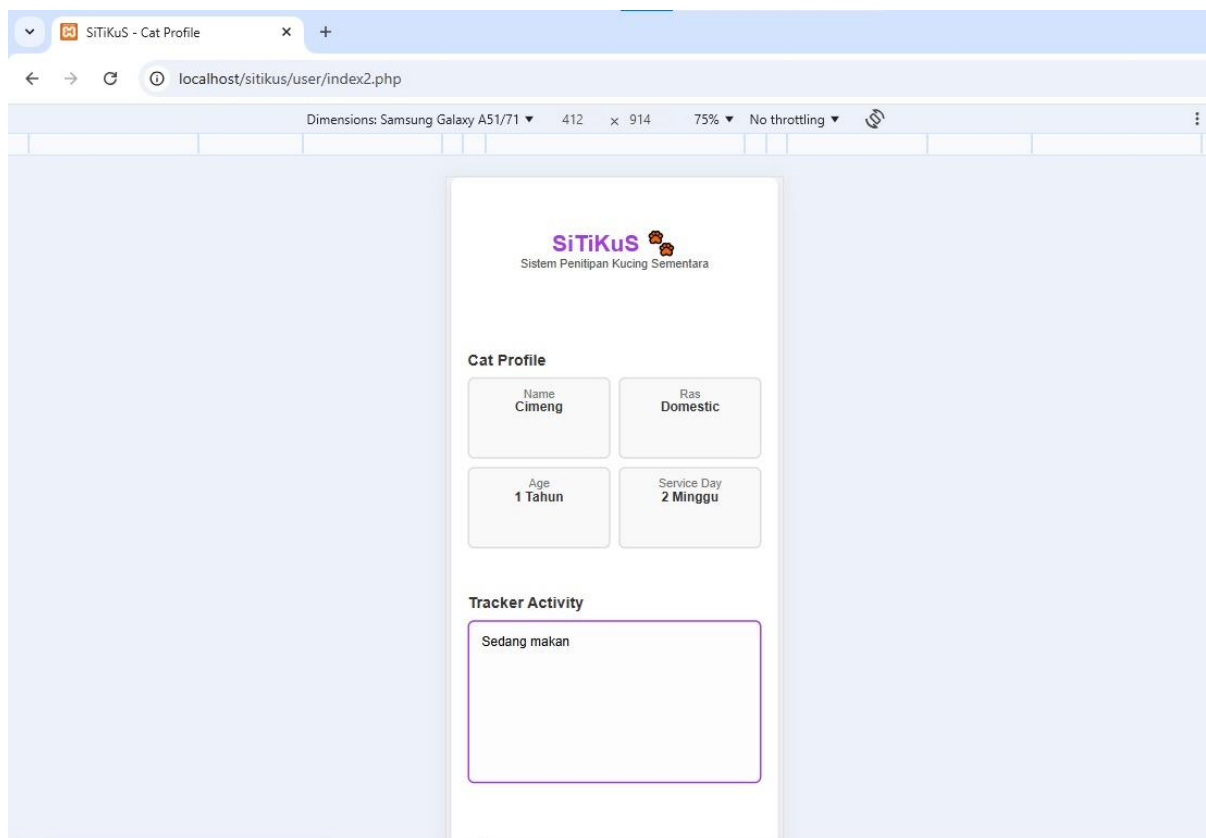 SiTiKuS - Cat Profile
localhost/sitikus/user/index2.php
Dimensions: Samsung Galaxy A51/71 412 x 914 75% No throttling
SiTiKuS
Sistem Penitipan Kucing Sementara
Cat Profile
Name Ras
Cimeng Domestic
Age Service Day
1 Tahun 2 Minggu
Tracker Activity
Sedang makan